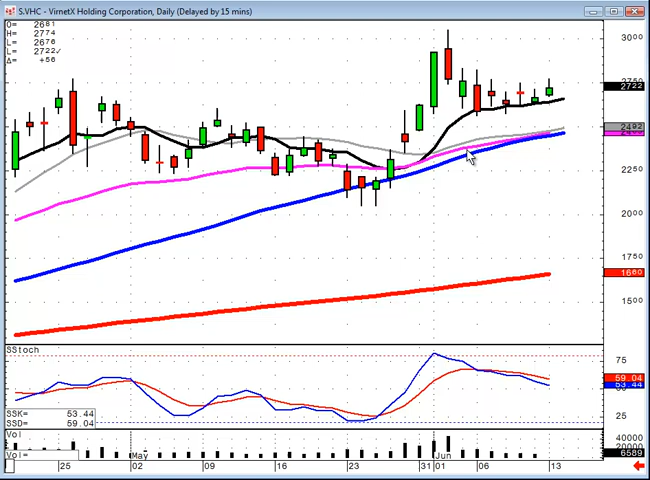 S.VHC - VirnetX Holding Corporation, Daily (Delayed by 15 mins)
O= 2681
H= 2774
L= 2676
L= 2722✓
Δ= +56
3000
2750
2722
2492
2250
2000
1750
1660
1500
SStoch
75
59.04
53.44
25
SSK= 53.44
SSD= 59.04
Vol
40000
20000
Vol=
6589
25 02 May 09 16 23 31 01 Jun 06 13